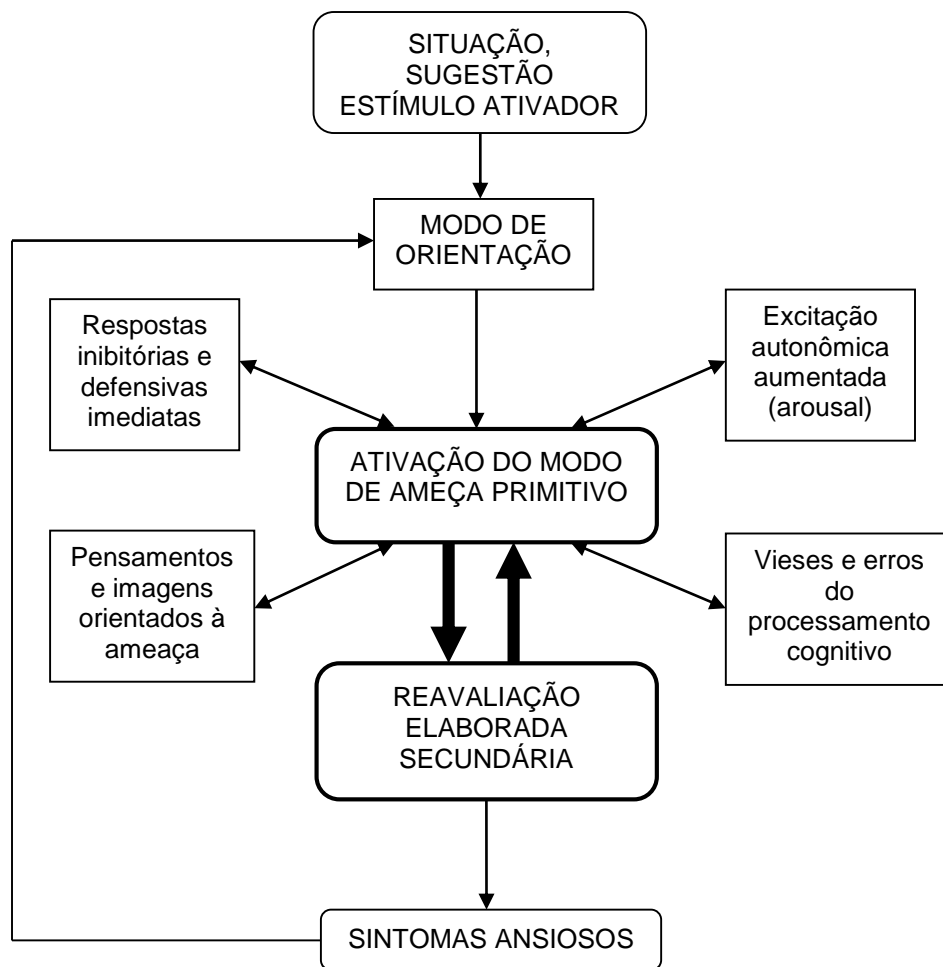 SITUAÇÃO,
SUGESTÃO
ESTÍMULO ATIVADOR
MODO DE
ORIENTAÇÃO
Respostas
inibitórias e
defensivas
imediatas
Excitação
autonômica
aumentada
(arousal)
ATIVAÇÃO DO MODO
DE AMEÇA PRIMITIVO
Pensamentos
e imagens
orientados à
ameaça
Vieses e erros
do
processamento
cognitivo
REAVALIAÇÃO
ELABORADA
SECUNDÁRIA
SINTOMAS ANSIOSOS